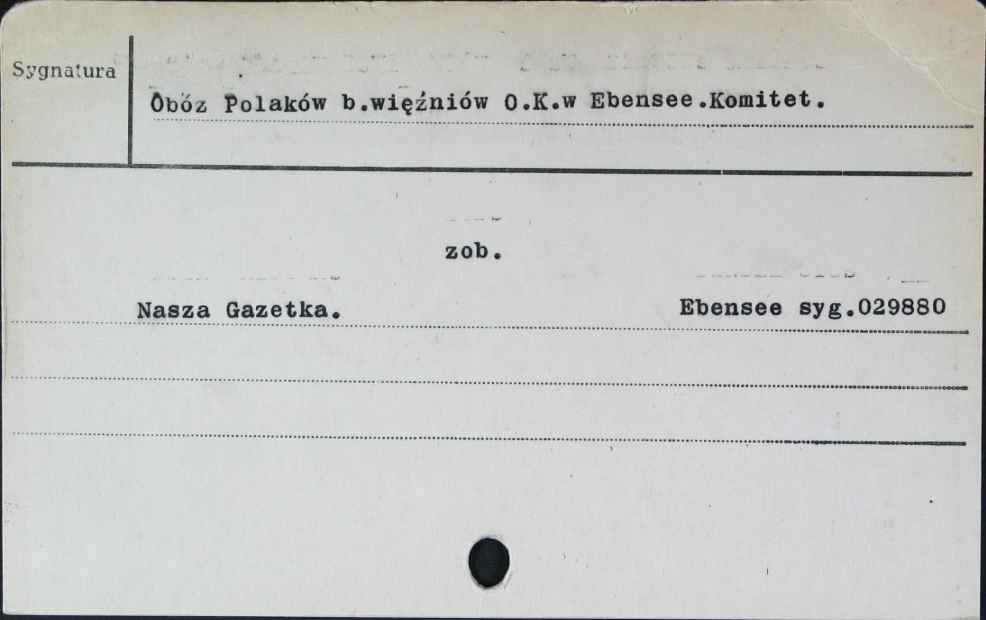 Sygnatura
Obóz Polaków b.więźniów O.K.w Ebensee.Komitet.
zob.
Nasza Gazetka. Ebensee syg.029880